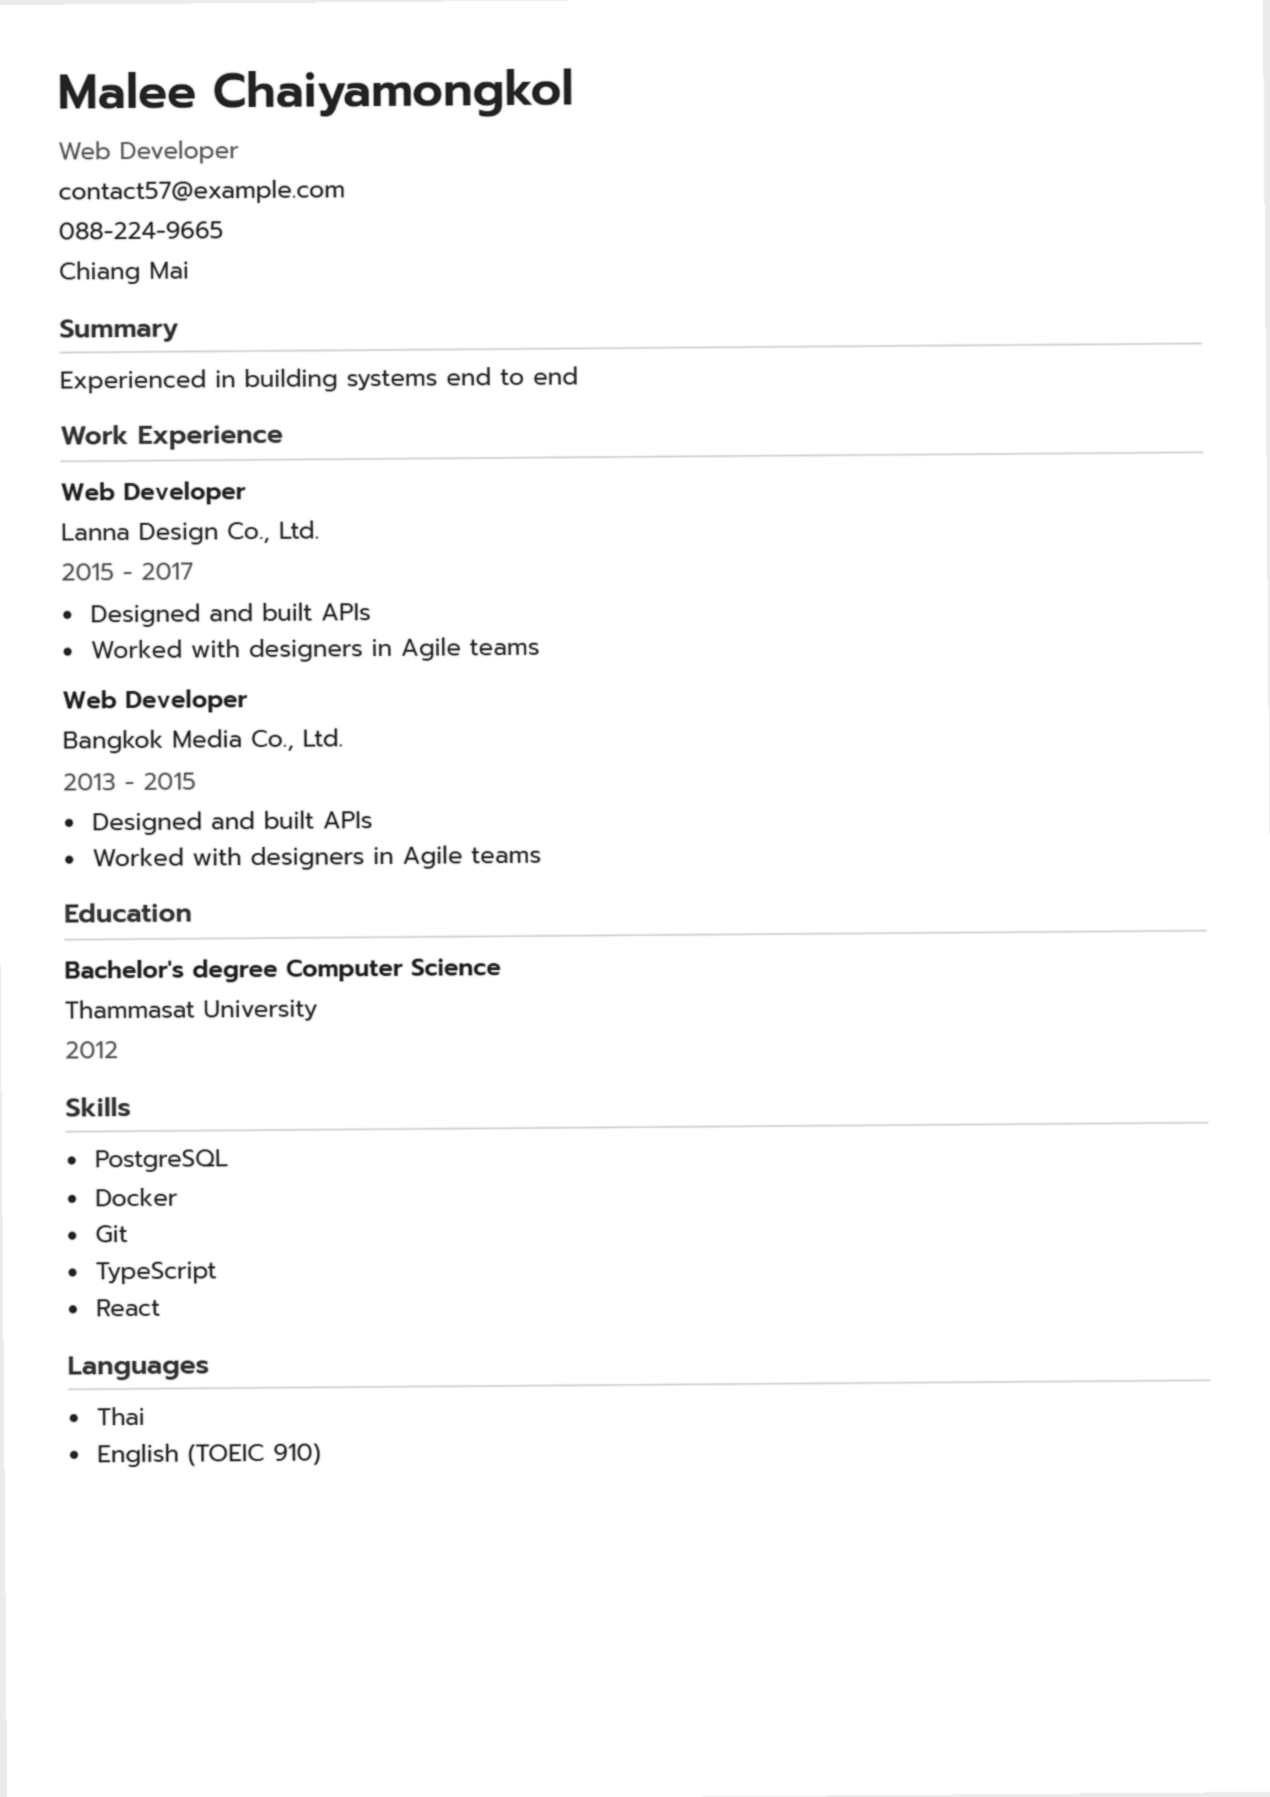 Malee Chaiyamongkol
Web Developer
contact57@example.com
088-224-9665
Chiang Mai
Summary
Experienced in building systems end to end
Work Experience
Web Developer
Lanna Design Co., Ltd.
2015 - 2017
• Designed and built APIs
• Worked with designers in Agile teams
Web Developer
Bangkok Media Co., Ltd.
2013 - 2015
• Designed and built APIs
• Worked with designers in Agile teams
Education
Bachelor's degree Computer Science
Thammasat University
2012
Skills
• PostgreSQL
• Docker
• Git
• TypeScript
• React
Languages
• Thai
• English (TOEIC 910)